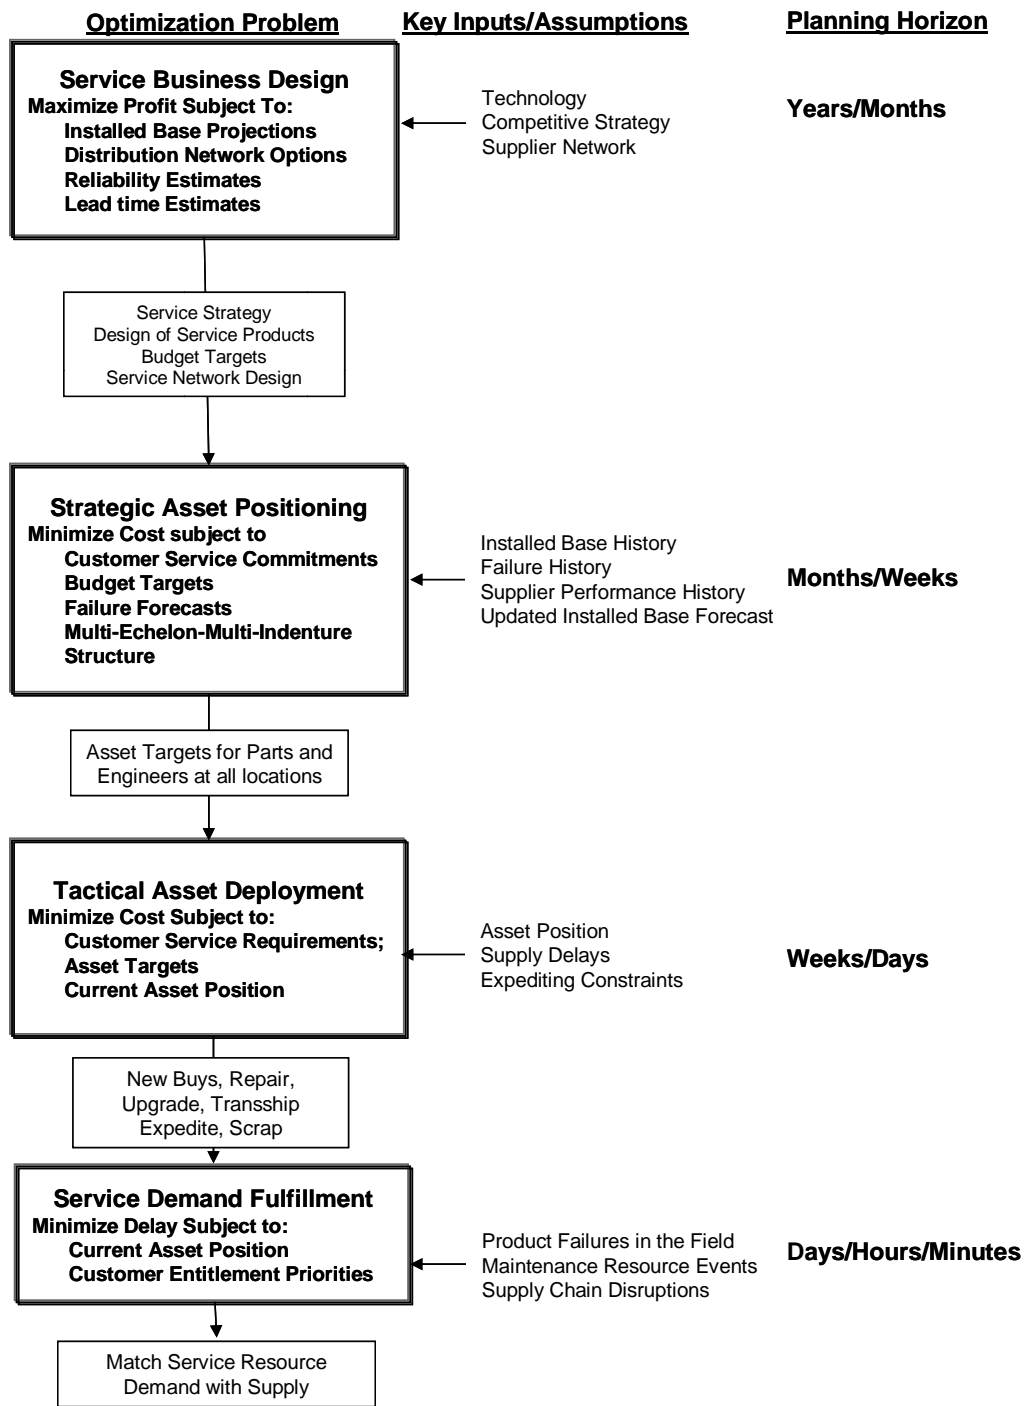 Optimization Problem
Key Inputs/Assumptions
Planning Horizon
Service Business Design
Maximize Profit Subject To:
Installed Base Projections
Distribution Network Options
Reliability Estimates
Lead time Estimates
Technology
Competitive Strategy
Supplier Network
Years/Months
Service Strategy
Design of Service Products
Budget Targets
Service Network Design
Strategic Asset Positioning
Minimize Cost subject to
Customer Service Commitments
Budget Targets
Failure Forecasts
Multi-Echelon-Multi-Indenture
Structure
Installed Base History
Failure History
Supplier Performance History
Updated Installed Base Forecast
Months/Weeks
Asset Targets for Parts and
Engineers at all locations
Tactical Asset Deployment
Minimize Cost Subject to:
Customer Service Requirements;
Asset Targets
Current Asset Position
Asset Position
Supply Delays
Expediting Constraints
Weeks/Days
New Buys, Repair,
Upgrade, Transship
Expedite, Scrap
Service Demand Fulfillment
Minimize Delay Subject to:
Current Asset Position
Customer Entitlement Priorities
Product Failures in the Field
Maintenance Resource Events
Supply Chain Disruptions
Days/Hours/Minutes
Match Service Resource
Demand with Supply